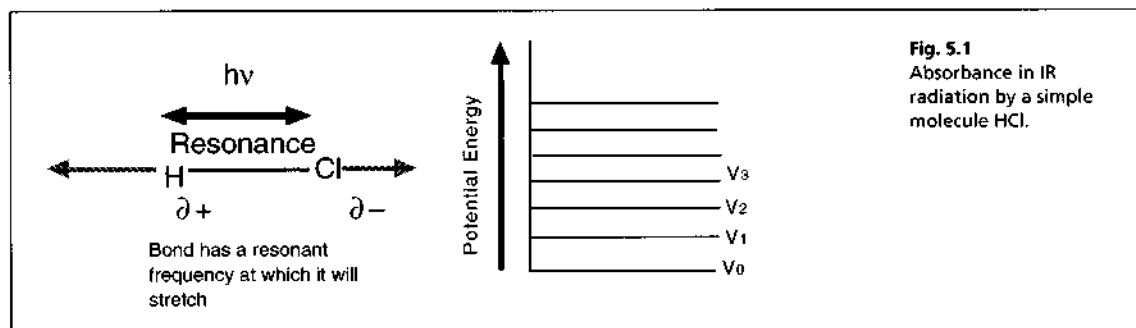 hν
Resonance
H
Cl
∂+
∂−
Bond has a resonant
frequency at which it will
stretch
Potential Energy
V3
V2
V1
V0
Fig. 5.1
Absorbance in IR
radiation by a simple
molecule HCl.